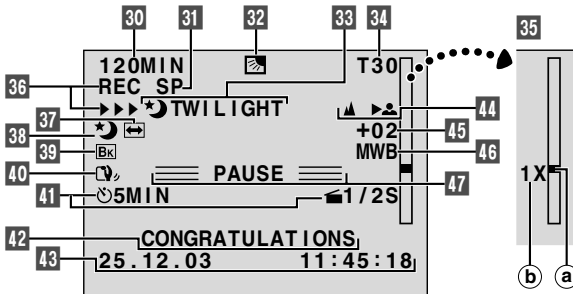 30 31 32 33 34 35
120MIN T30
REC SP
36
TWILIGHT
44
37
38
+02 45
39 BK
MWB 46
40
PAUSE
47
41 5MIN 1/2S
1X
42 CONGRATULATIONS
43 25.12.03 11:45:18
b a